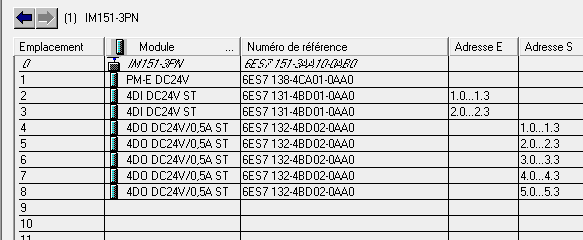 (1) IM151-3PN
Emplacement Module ... Numéro de référence Adresse E Adresse S
0 IM151-3PN 6ES7 151-3AA10-0AB0
1 PM-E DC24V 6ES7 138-4CA01-0AA0
2 4DI DC24V ST 6ES7 131-4BD01-0AA0 1.0...1.3
3 4DI DC24V ST 6ES7 131-4BD01-0AA0 2.0...2.3
4 4DO DC24V/0,5A ST 6ES7 132-4BD02-0AA0 1.0...1.3
5 4DO DC24V/0,5A ST 6ES7 132-4BD02-0AA0 2.0...2.3
6 4DO DC24V/0,5A ST 6ES7 132-4BD02-0AA0 3.0...3.3
7 4DO DC24V/0,5A ST 6ES7 132-4BD02-0AA0 4.0...4.3
8 4DO DC24V/0,5A ST 6ES7 132-4BD02-0AA0 5.0...5.3
9
10
11